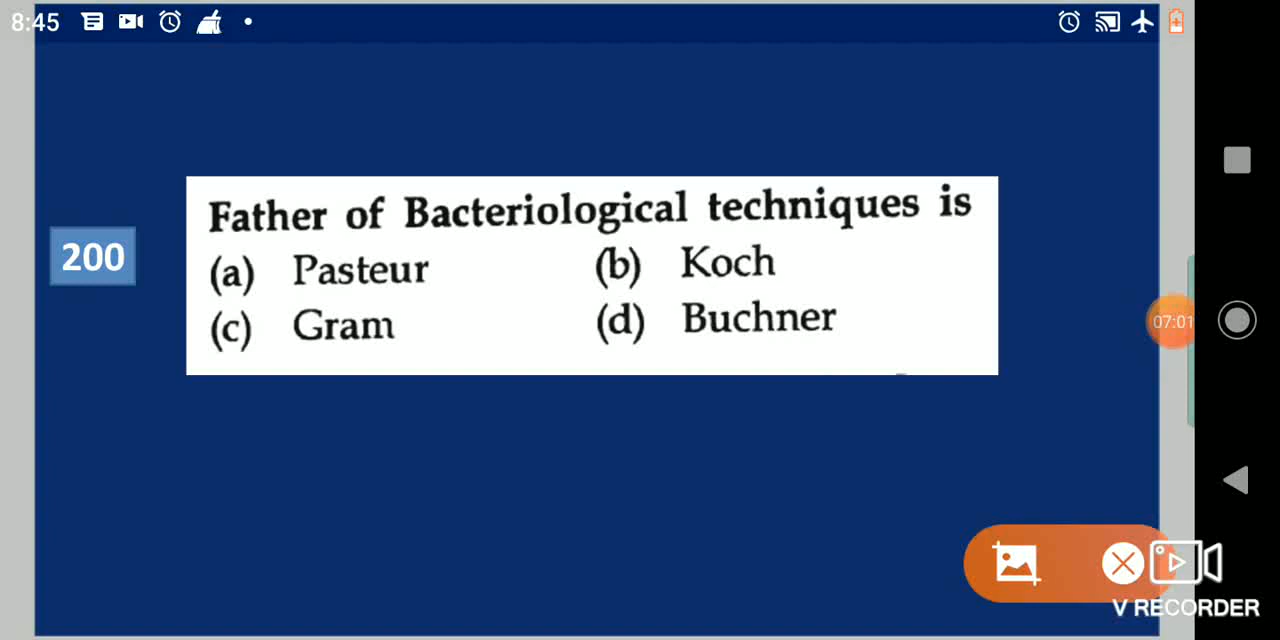 8:45
Father of Bacteriological techniques is
200
(a) Pasteur (b) Koch
(c) Gram (d) Buchner
07:01
V RECORDER